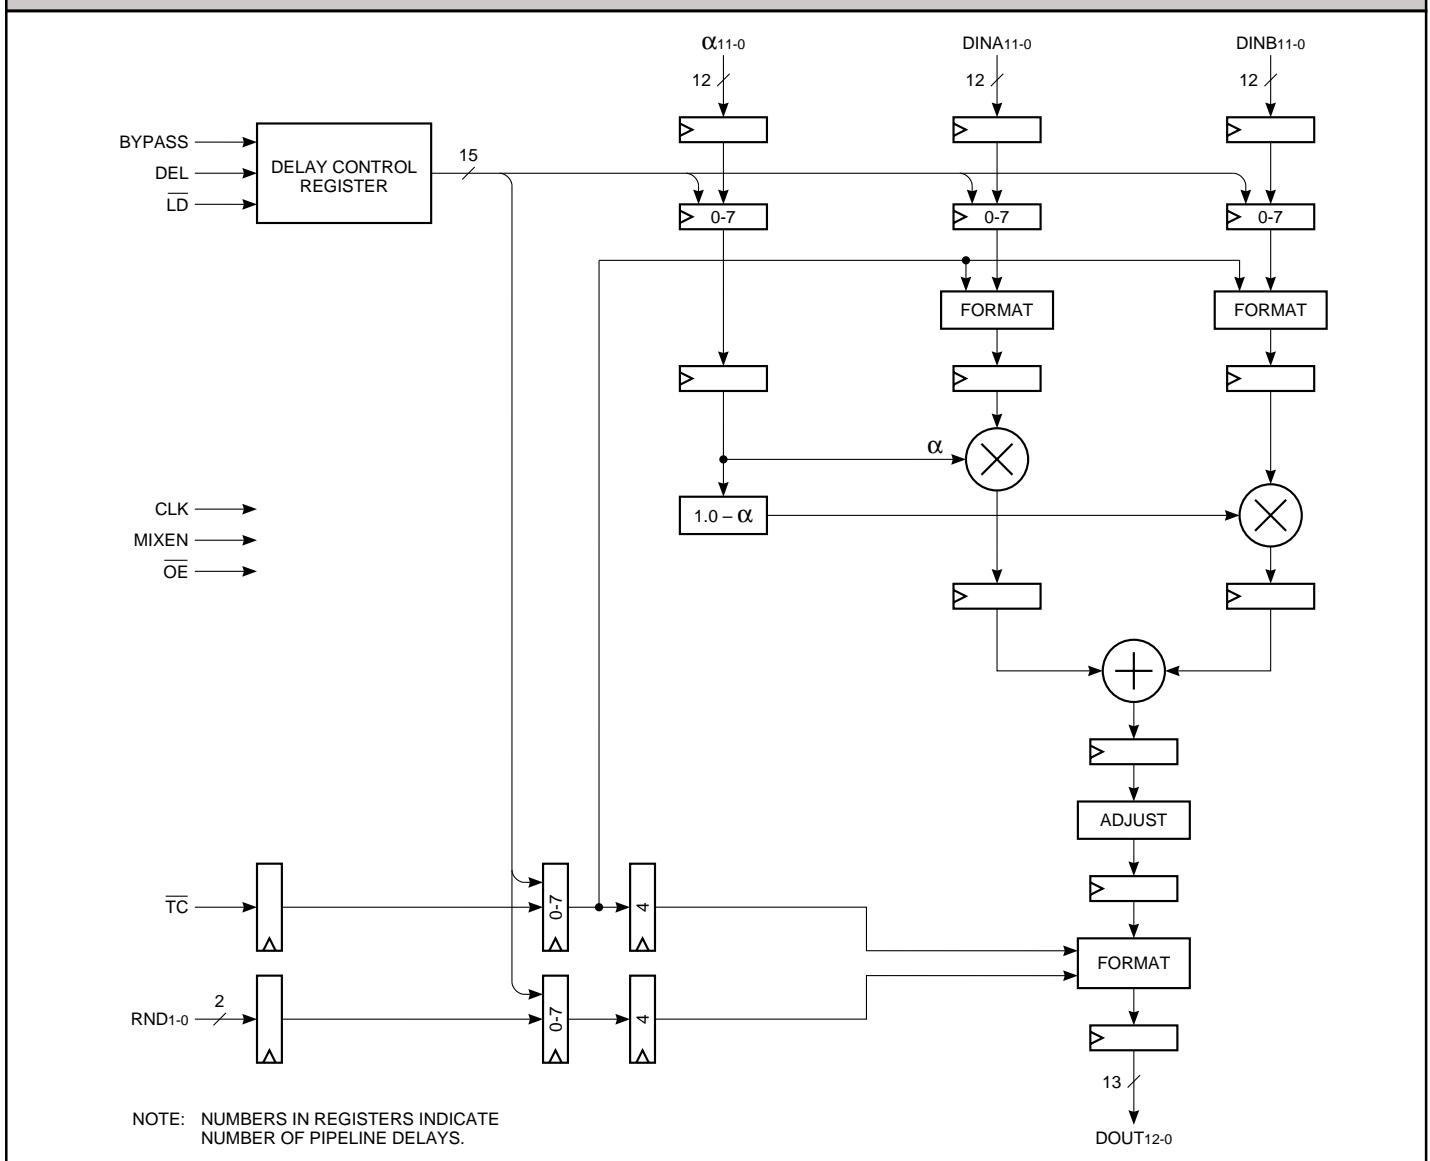 α11-0 DINA11-0 DINB11-0
12 12 12
BYPASS
DEL
LD
DELAY CONTROL
REGISTER
15
0-7 0-7 0-7
FORMAT FORMAT
α
1.0 – α
CLK
MIXEN
OE
ADJUST
TC
0-7
4
FORMAT
RND1-0
2
0-7
4
13
DOUT12-0
NOTE: NUMBERS IN REGISTERS INDICATE
NUMBER OF PIPELINE DELAYS.